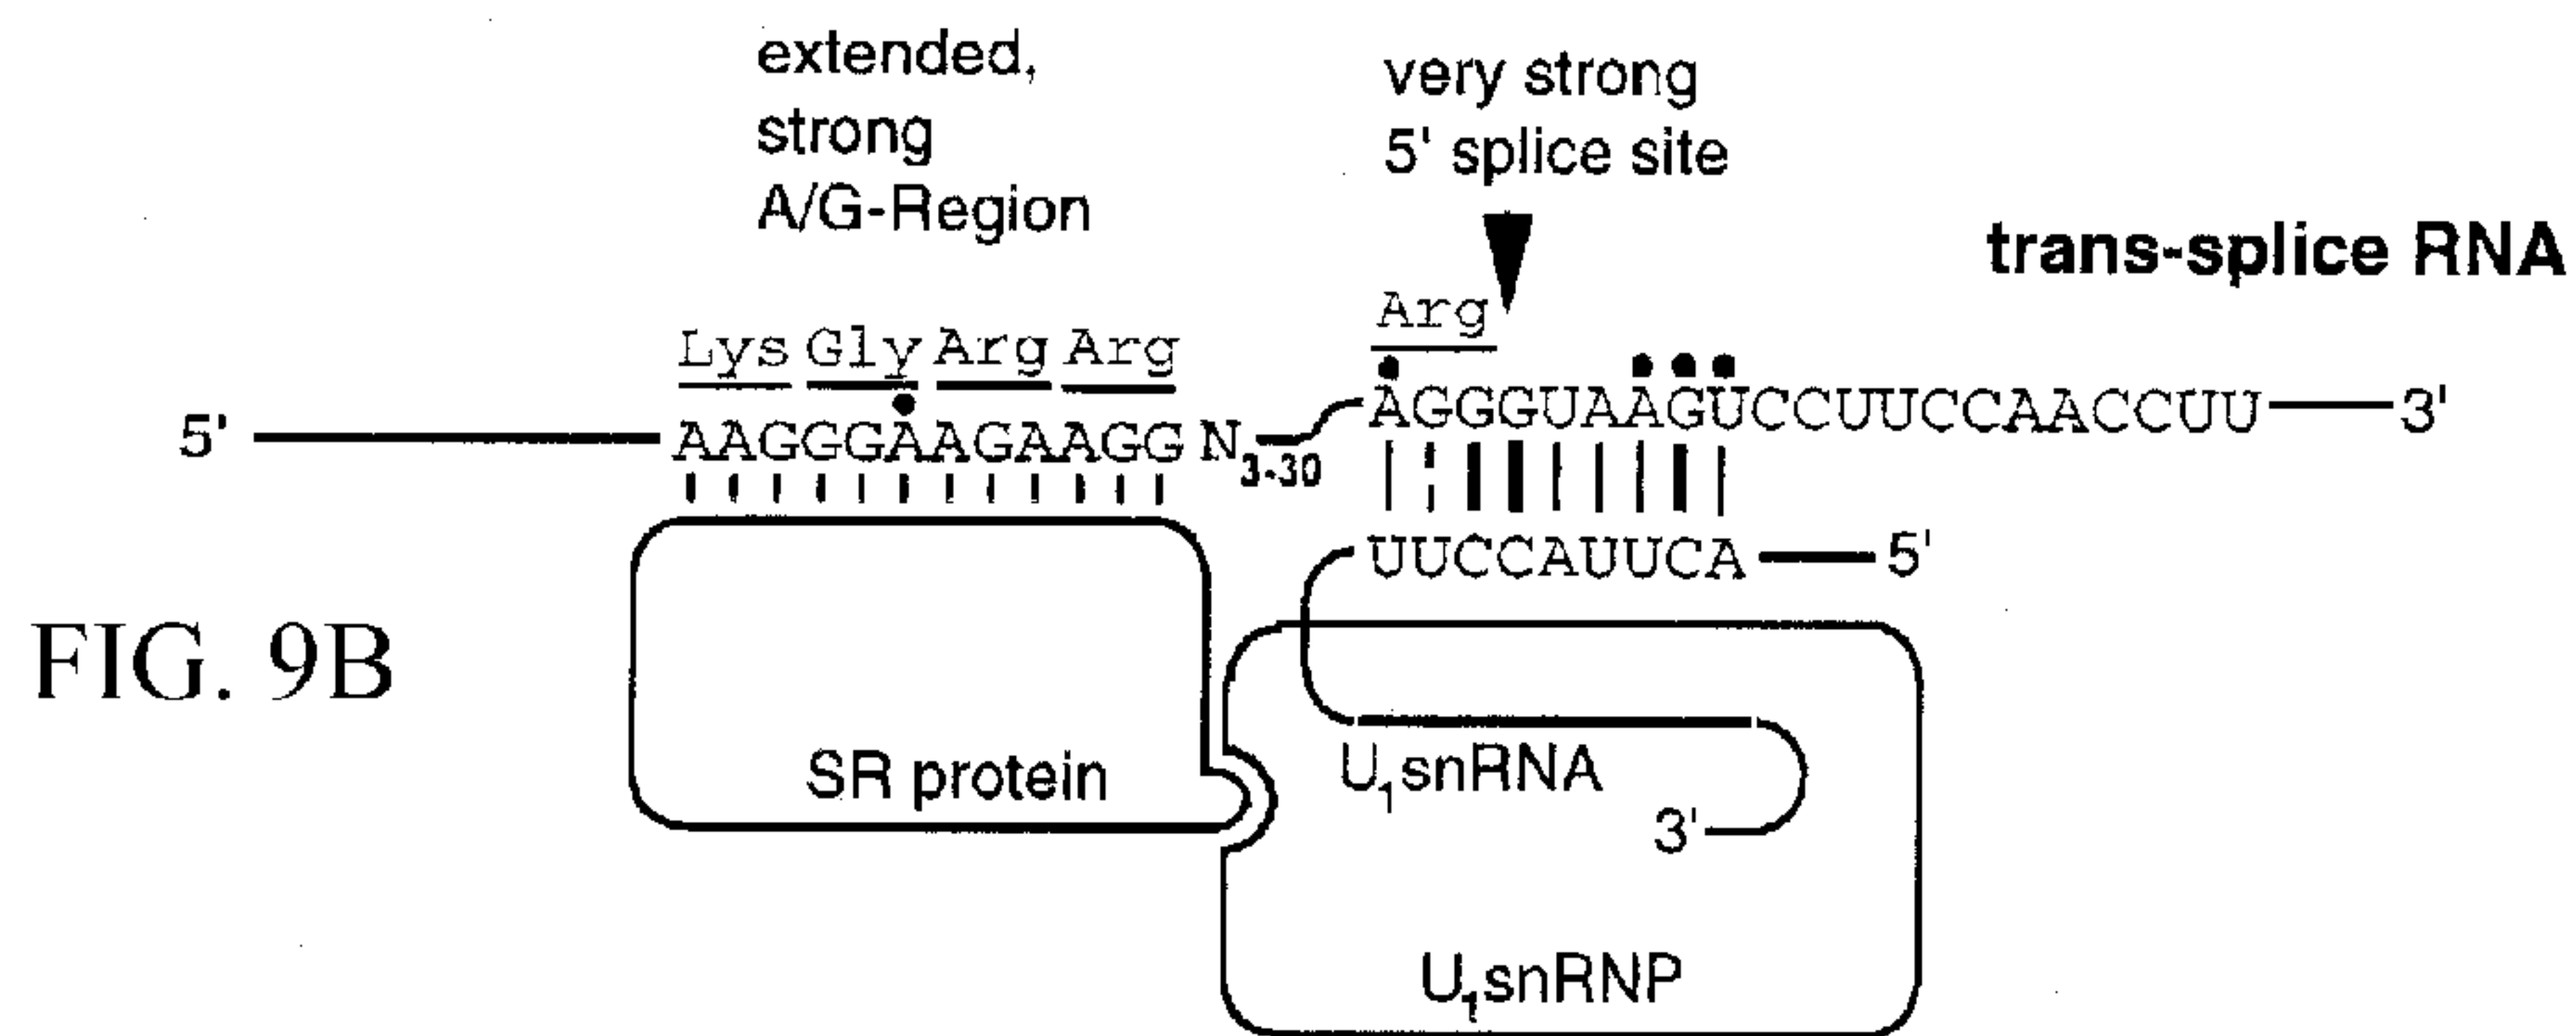 extended,
strong
A/G-Region
very strong
5' splice site
trans-splice RNA
Lys Gly Arg Arg
Arg
5'
AAGGGAAGAAGG N3-30
AGGGUAAGUCCUUCCAACCUU
3'
UUCCAUUCA
5'
FIG. 9B
SR protein
U1snRNA
3'
U1snRNP